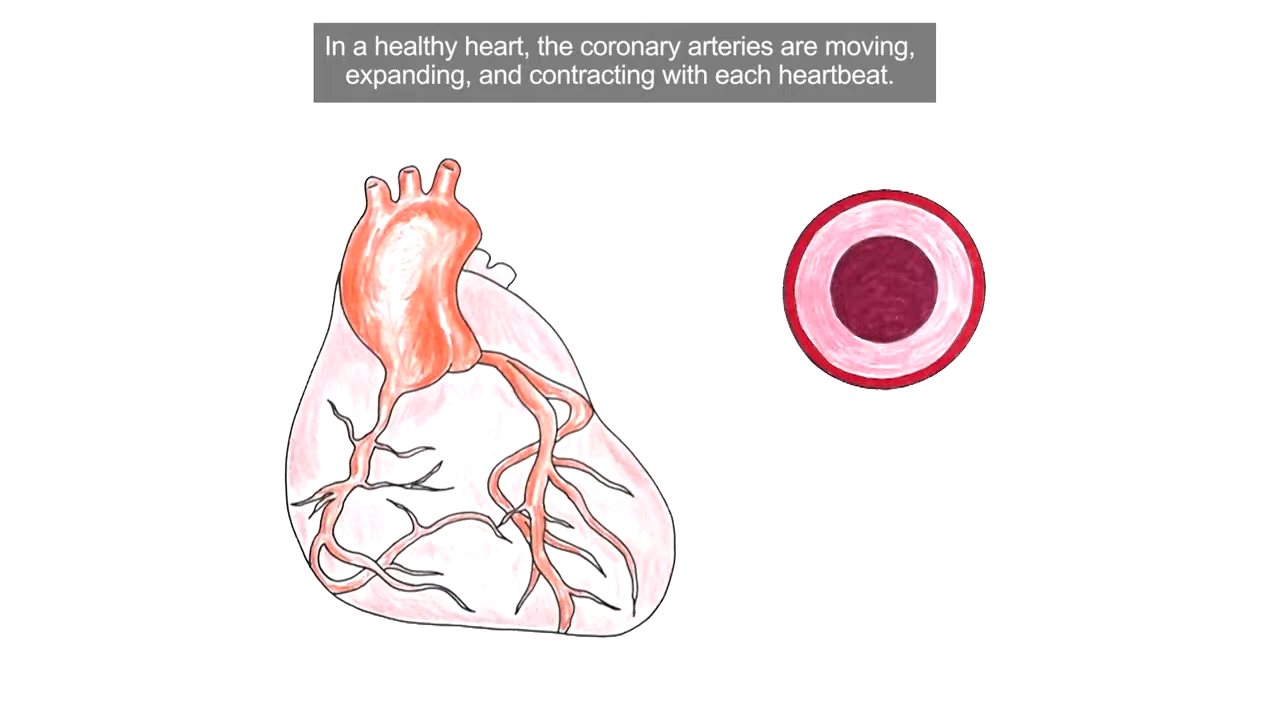 In a healthy heart, the coronary arteries are moving,
expanding, and contracting with each heartbeat.